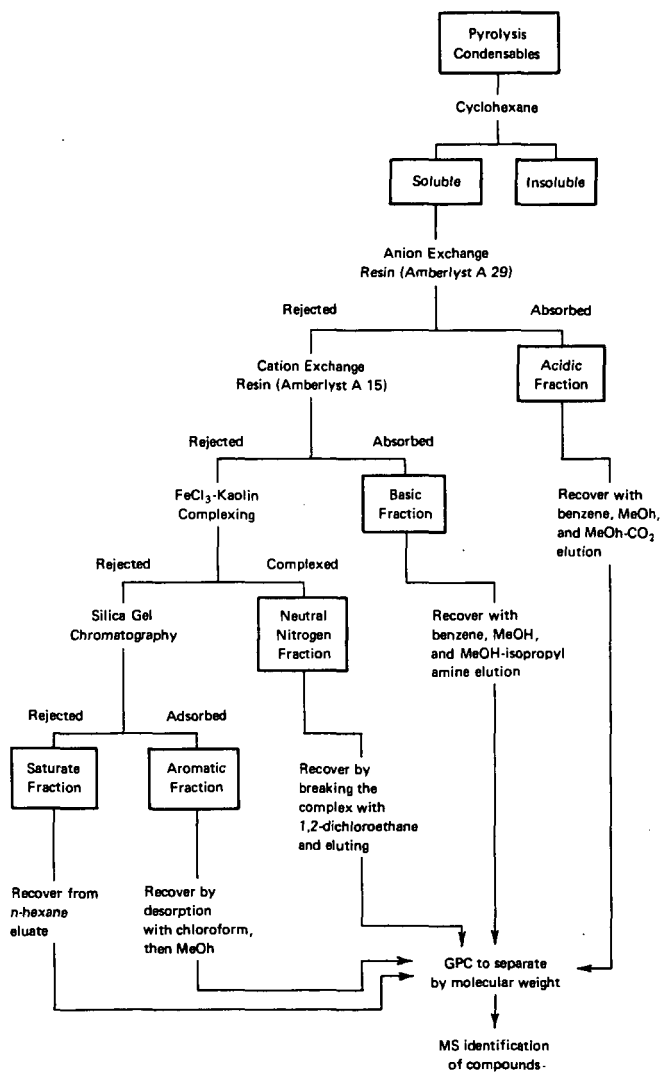 Pyrolysis
Condensables
Cyclohexane
Soluble
Insoluble
Anion Exchange
Resin (Amberlyst A 29)
Rejected
Absorbed
Cation Exchange
Resin (Amberlyst A 15)
Acidic
Fraction
Rejected
Absorbed
FeCl3-Kaolin
Complexing
Basic
Fraction
Recover with
benzene, MeOh,
and MeOh-CO2
elution
Rejected
Complexed
Silica Gel
Chromatography
Neutral
Nitrogen
Fraction
Recover with
benzene, MeOH,
and MeOH-isopropyl
amine elution
Rejected
Adsorbed
Saturate
Fraction
Aromatic
Fraction
Recover by
breaking the
complex with
1,2-dichloroethane
and eluting
Recover from
n-hexane
eluate
Recover by
desorption
with chloroform,
then MeOh
GPC to separate
by molecular weight
MS identification
of compounds-